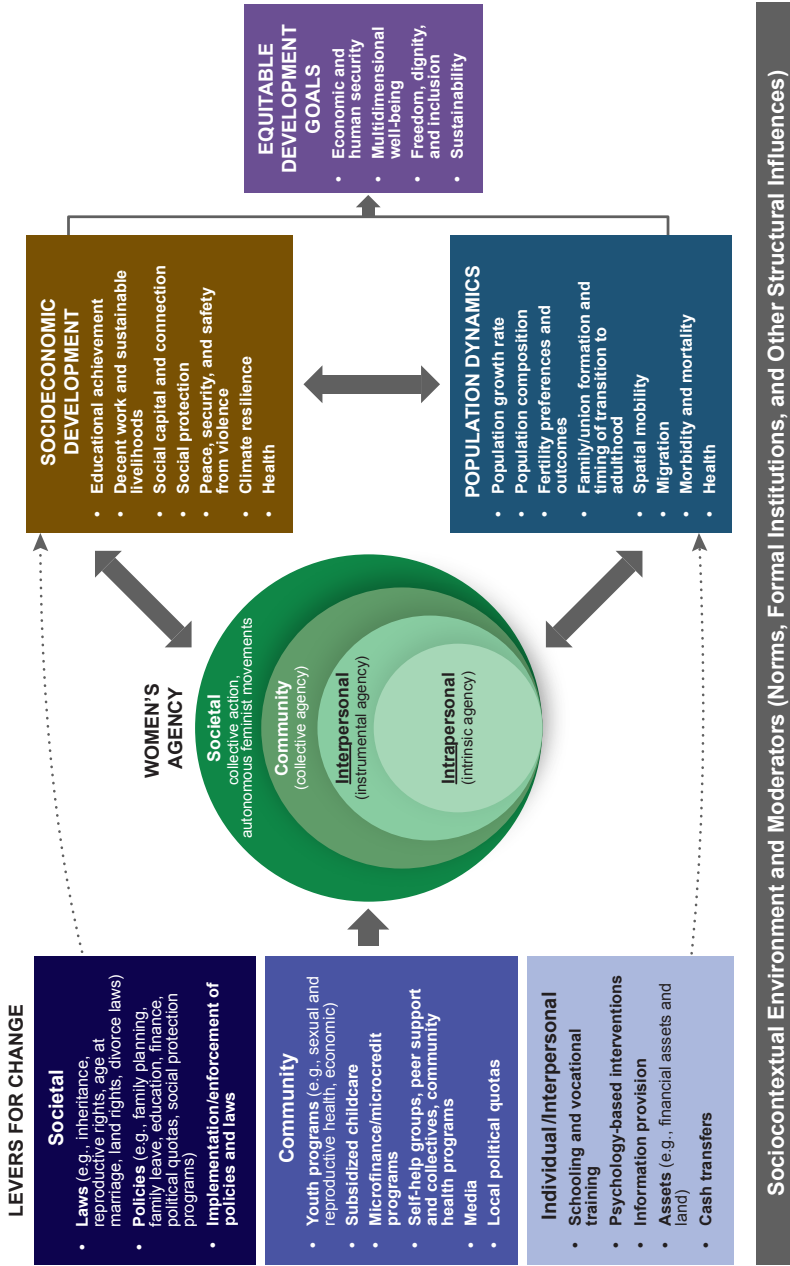 LEVERS FOR CHANGE
Societal
• Laws (e.g., inheritance,
reproductive rights, age at
marriage, land rights, divorce laws)
• Policies (e.g., family planning,
family leave, education, finance,
political quotas, social protection
programs)
• Implementation/enforcement of
policies and laws
Community
• Youth programs (e.g., sexual and
reproductive health, economic)
• Subsidized childcare
• Microfinance/microcredit
programs
• Self-help groups, peer support
and collectives, community
health programs
• Media
• Local political quotas
Individual/Interpersonal
• Schooling and vocational
training
• Psychology-based interventions
• Information provision
• Assets (e.g., financial assets and
land)
• Cash transfers
WOMEN'S
AGENCY
Societal
collective action,
autonomous feminist movements
Community
(collective agency)
Interpersonal
(instrumental agency)
Intrapersonal
(intrinsic agency)
SOCIOECONOMIC
DEVELOPMENT
• Educational achievement
• Decent work and sustainable
livelihoods
• Social capital and connection
• Social protection
• Peace, security, and safety
from violence
• Climate resilience
• Health
POPULATION DYNAMICS
• Population growth rate
• Population composition
• Fertility preferences and
outcomes
• Family/union formation and
timing of transition to
adulthood
• Spatial mobility
• Migration
• Morbidity and mortality
• Health
EQUITABLE
DEVELOPMENT
GOALS
• Economic and
human security
• Multidimensional
well-being
• Freedom, dignity,
and inclusion
• Sustainability
Sociocontextual Environment and Moderators (Norms, Formal Institutions, and Other Structural Influences)